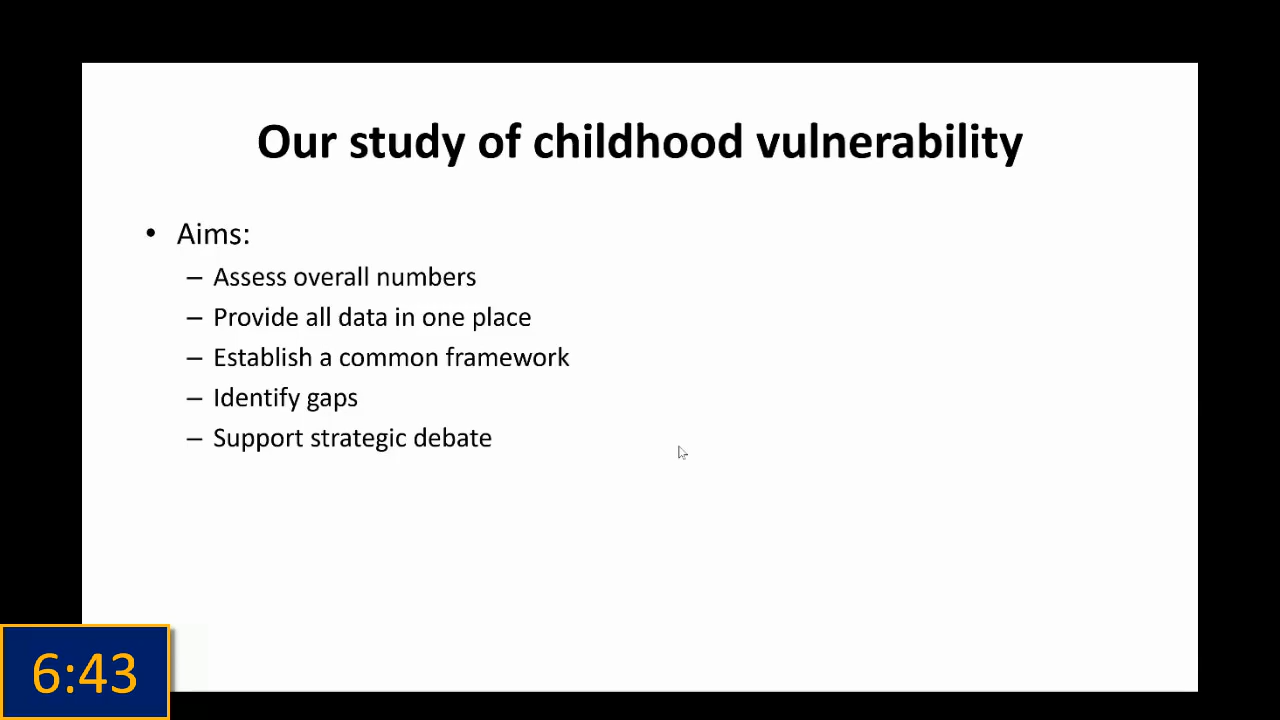 Our study of childhood vulnerability
• Aims:
– Assess overall numbers
– Provide all data in one place
– Establish a common framework
– Identify gaps
– Support strategic debate
6:43